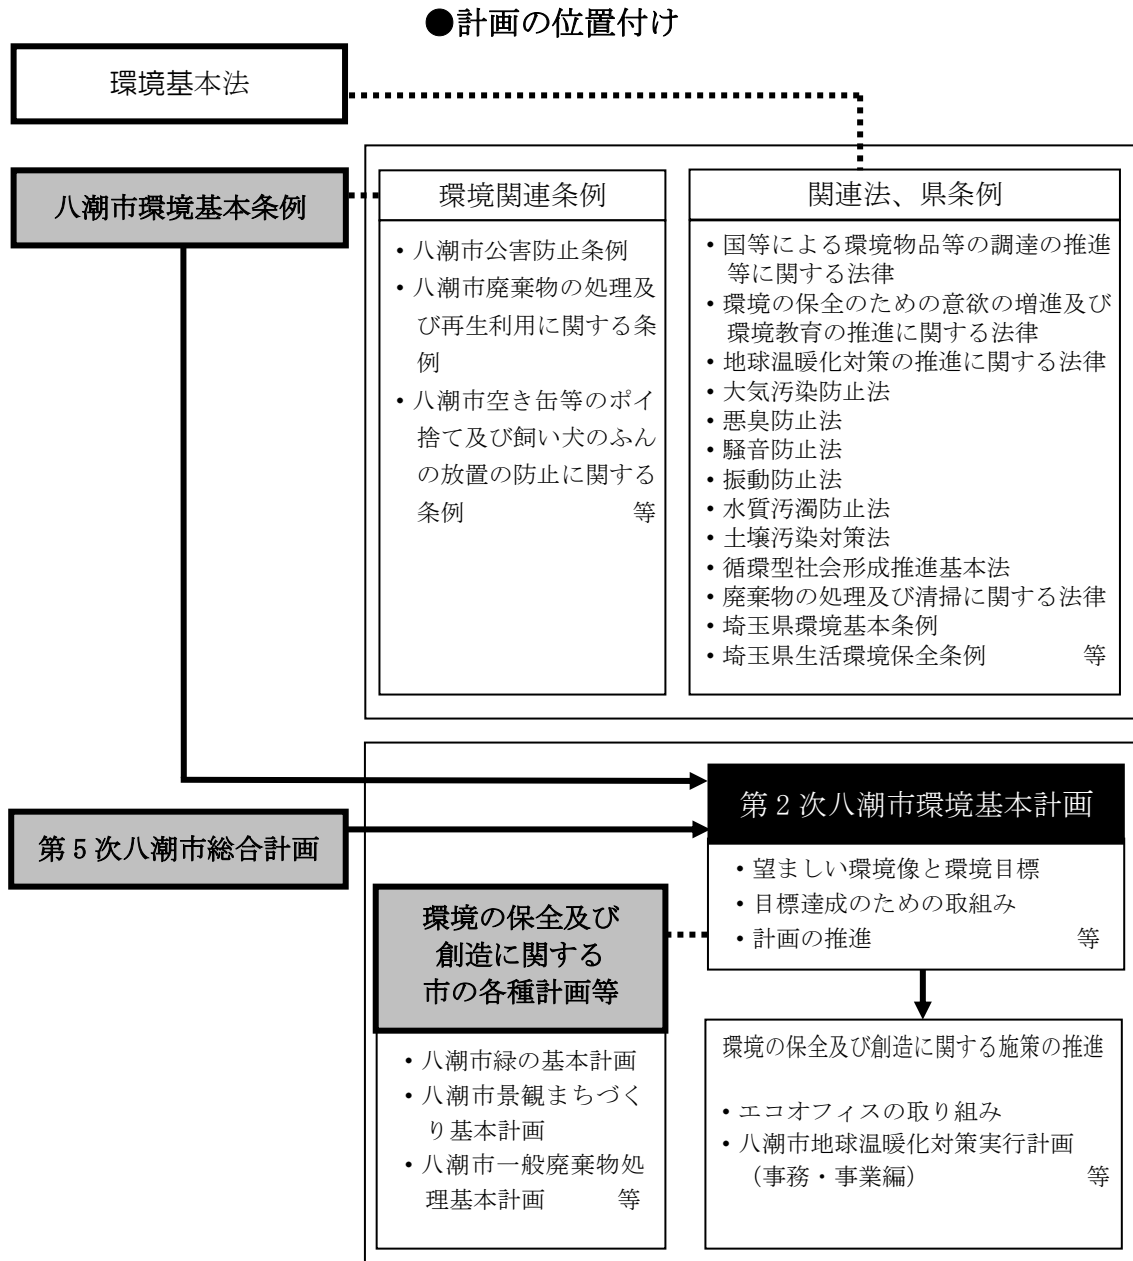 ●計画の位置付け
環境基本法
八潮市環境基本条例
環境関連条例
・八潮市公害防止条例
・八潮市廃棄物の処理及
び再生利用に関する条
例
・八潮市空き缶等のポイ
捨て及び飼い犬のふん
の放置の防止に関する
条例 等
関連法、県条例
・国等による環境物品等の調達の推進
等に関する法律
・環境の保全のための意欲の増進及び
環境教育の推進に関する法律
・地球温暖化対策の推進に関する法律
・大気汚染防止法
・悪臭防止法
・騒音防止法
・振動防止法
・水質汚濁防止法
・土壌汚染対策法
・循環型社会形成推進基本法
・廃棄物の処理及び清掃に関する法律
・埼玉県環境基本条例
・埼玉県生活環境保全条例 等
第5次八潮市総合計画
第2次八潮市環境基本計画
・望ましい環境像と環境目標
・目標達成のための取組み
・計画の推進 等
環境の保全及び
創造に関する
市の各種計画等
・八潮市緑の基本計画
・八潮市景観まちづく
り基本計画
・八潮市一般廃棄物処
理基本計画 等
環境の保全及び創造に関する施策の推進
・エコオフィスの取り組み
・八潮市地球温暖化対策実行計画
（事務・事業編） 等